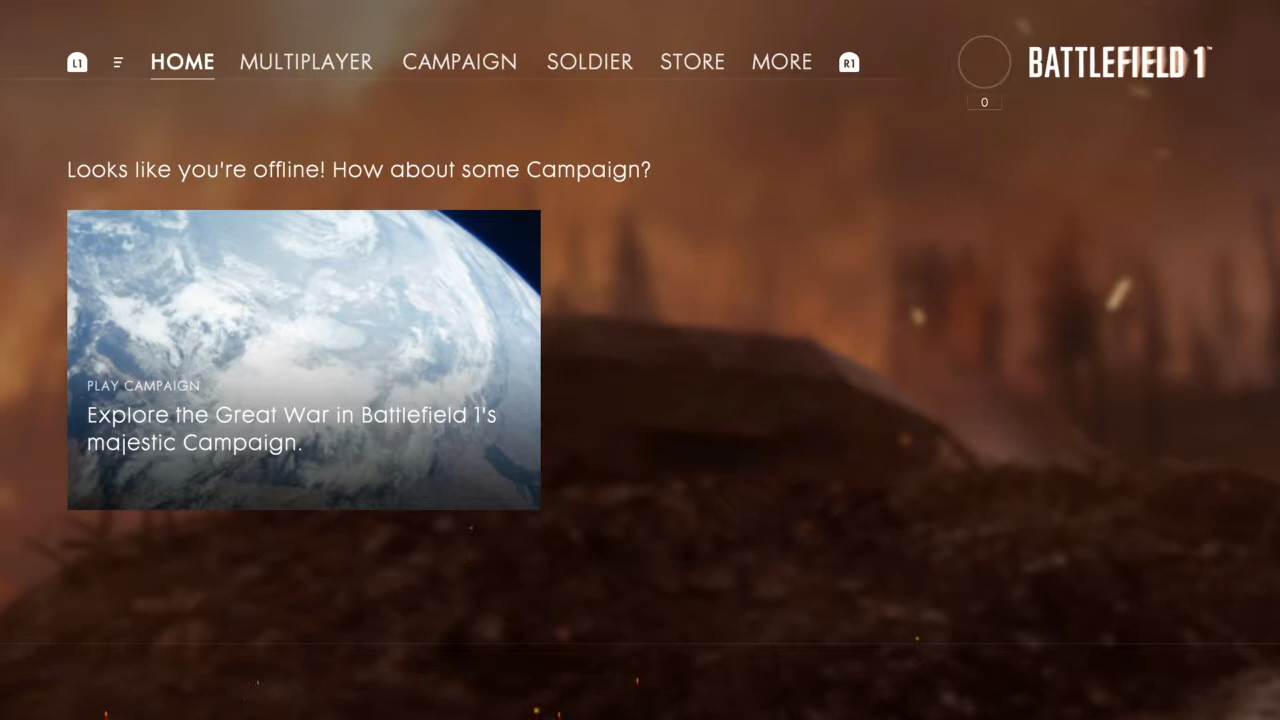 L1 HOME MULTIPLAYER CAMPAIGN SOLDIER STORE MORE R1
BATTLEFIELD 1™
0
Looks like you're offline! How about some Campaign?
PLAY CAMPAIGN
Explore the Great War in Battlefield 1's
majestic Campaign.